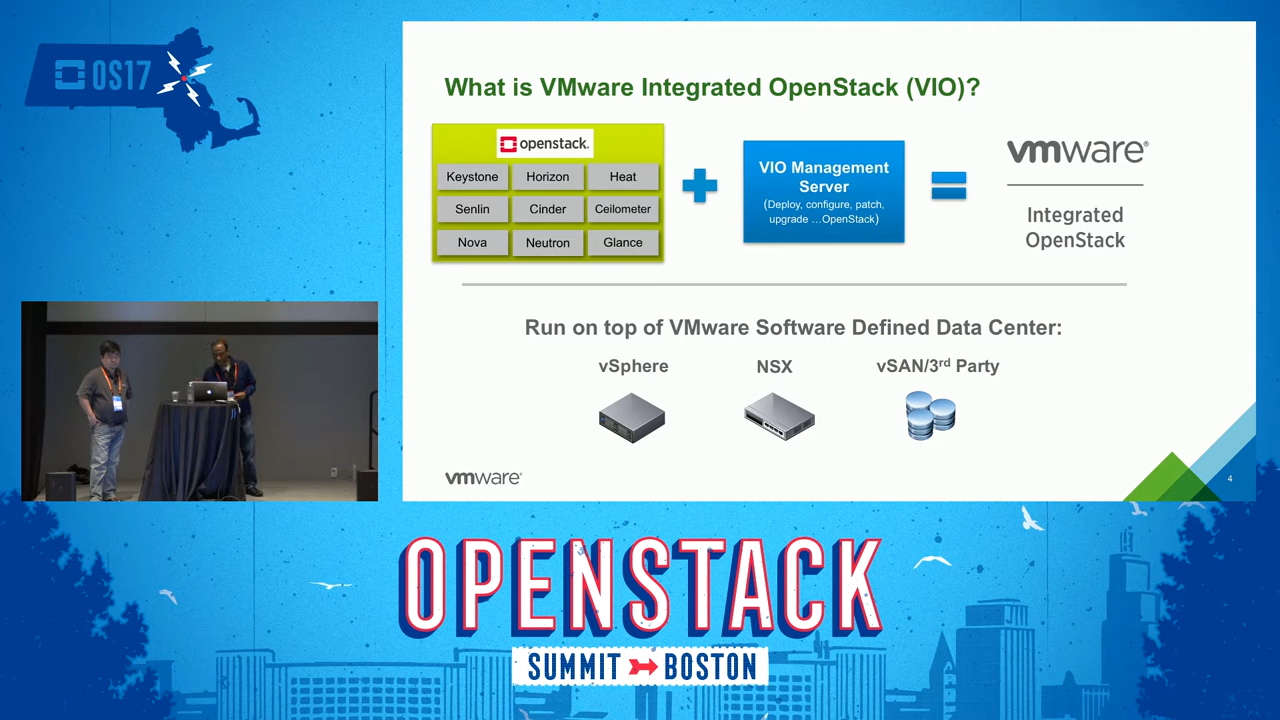 OS17
What is VMware Integrated OpenStack (VIO)?
openstack.
Keystone Horizon Heat
Senlin Cinder Ceilometer
Nova Neutron Glance
VIO Management
Server
(Deploy, configure, patch,
upgrade ...OpenStack)
vmware®
Integrated
OpenStack
Run on top of VMware Software Defined Data Center:
vSphere NSX vSAN/3rd Party
vmware®
4
OPENSTACK
SUMMIT BOSTON